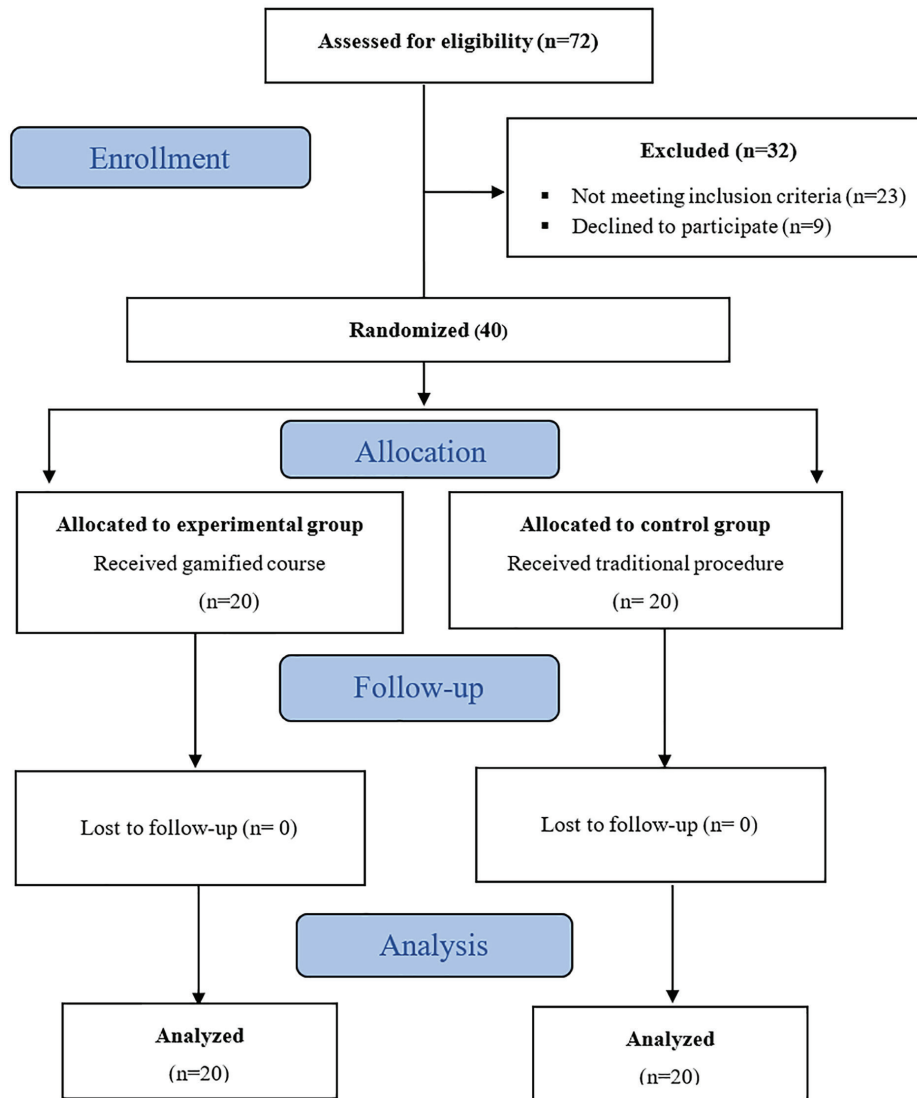 Assessed for eligibility (n=72)
Enrollment
Excluded (n=32)
▪ Not meeting inclusion criteria (n=23)
▪ Declined to participate (n=9)
Randomized (40)
Allocation
Allocated to experimental group
Received gamified course
(n=20)
Allocated to control group
Received traditional procedure
(n= 20)
Follow-up
Lost to follow-up (n= 0)
Lost to follow-up (n= 0)
Analysis
Analyzed
(n=20)
Analyzed
(n=20)